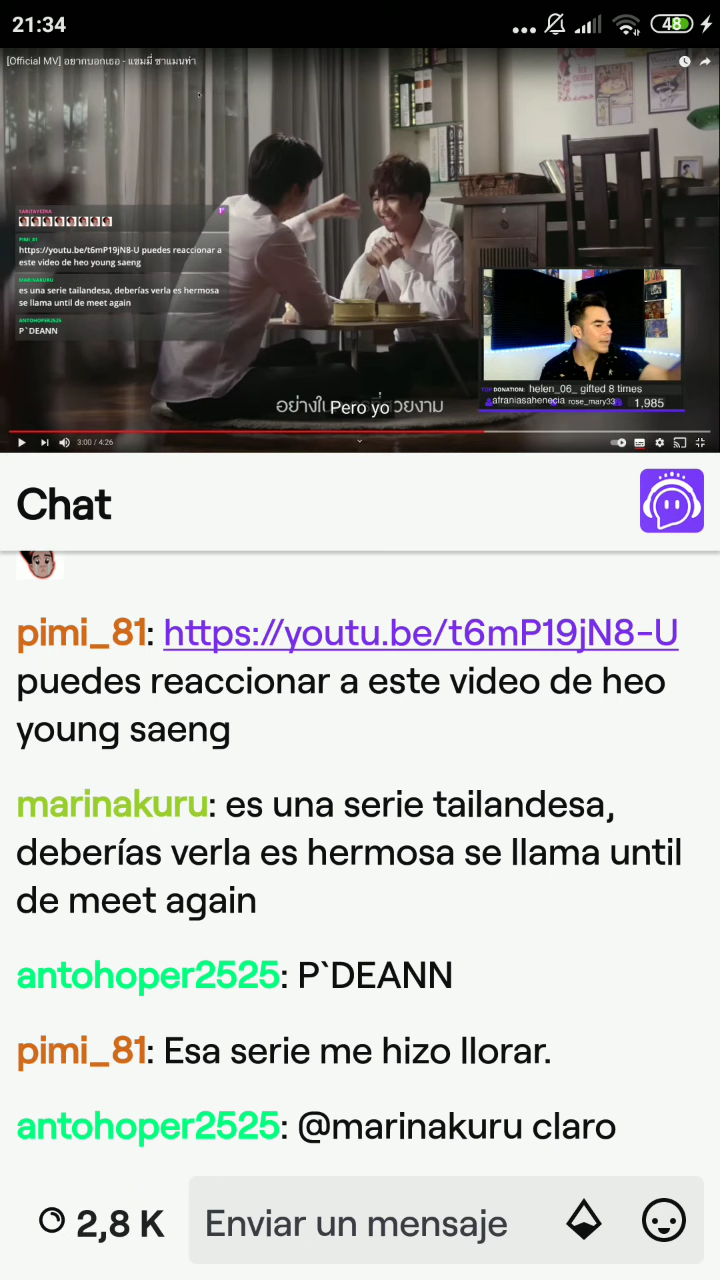 21:34
48
[Official MV] อยากบอกเธอ - แชมมี่ ชาแมนท่า
TARITAYEZRA
PIMI_81
https://youtu.be/t6mP19jN8-U puedes reaccionar a
este video de heo young saeng
MARINAKURU
es una serie tailandesa, deberías verla es hermosa
se llama until de meet again
ANTOHOPER2525
P`DEANN
Pero yo
TOP DONATION: helen_06_ gifted 8 times
afraniasahenecia rose_mary33 1,985
3:00 / 4:26
Chat
pimi_81: https://youtu.be/t6mP19jN8-U
puedes reaccionar a este video de heo
young saeng
marinakuru: es una serie tailandesa,
deberías verla es hermosa se llama until
de meet again
antohoper2525: P`DEANN
pimi_81: Esa serie me hizo llorar.
antohoper2525: @marinakuru claro
2,8 K Enviar un mensaje